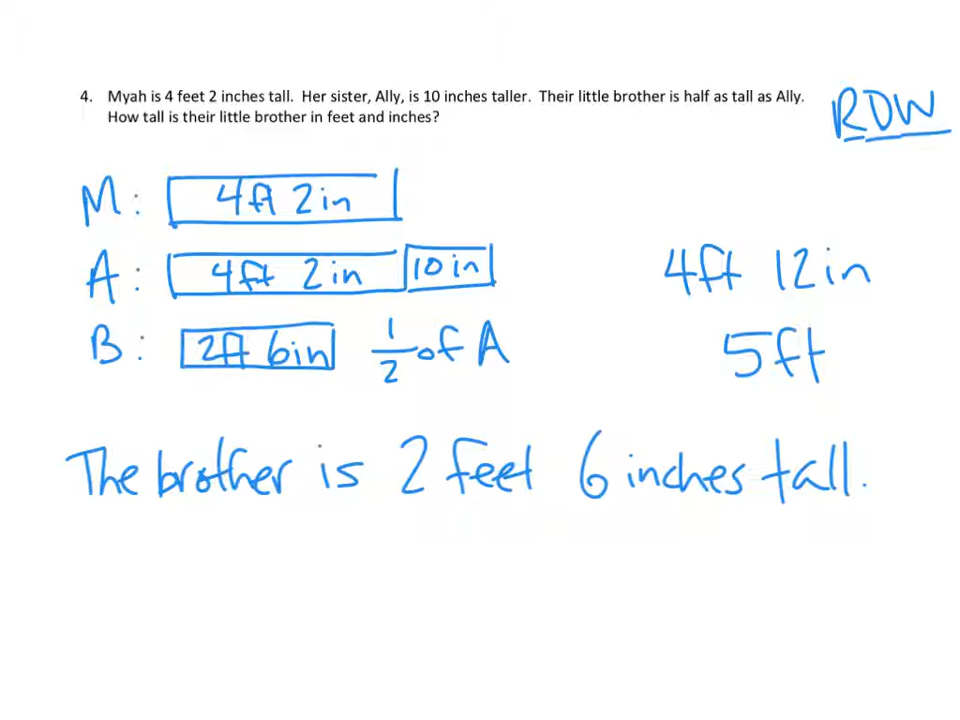 4. Myah is 4 feet 2 inches tall. Her sister, Ally, is 10 inches taller. Their little brother is half as tall as Ally.
How tall is their little brother in feet and inches?
RDW
M: 4ft 2in
A: 4ft 2in 10in
4ft 12in
B: 2ft 6in 1/2 of A
5ft
The brother is 2 feet 6 inches tall.